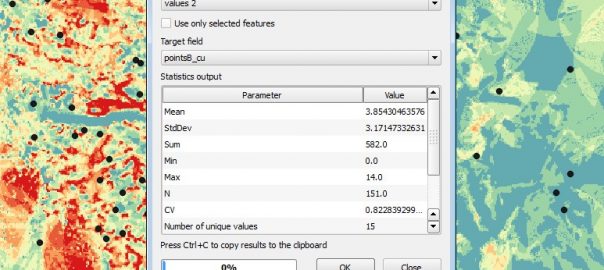 values 2
Use only selected features
Target field
pointsB_cu
Statistics output
Parameter Value
Mean 3.85430463576
StdDev 3.17147332631
Sum 582.0
Min 0.0
Max 14.0
N 151.0
CV 0.822839299...
Number of unique values 15
Press Ctrl+C to copy results to the clipboard
0% OK Close